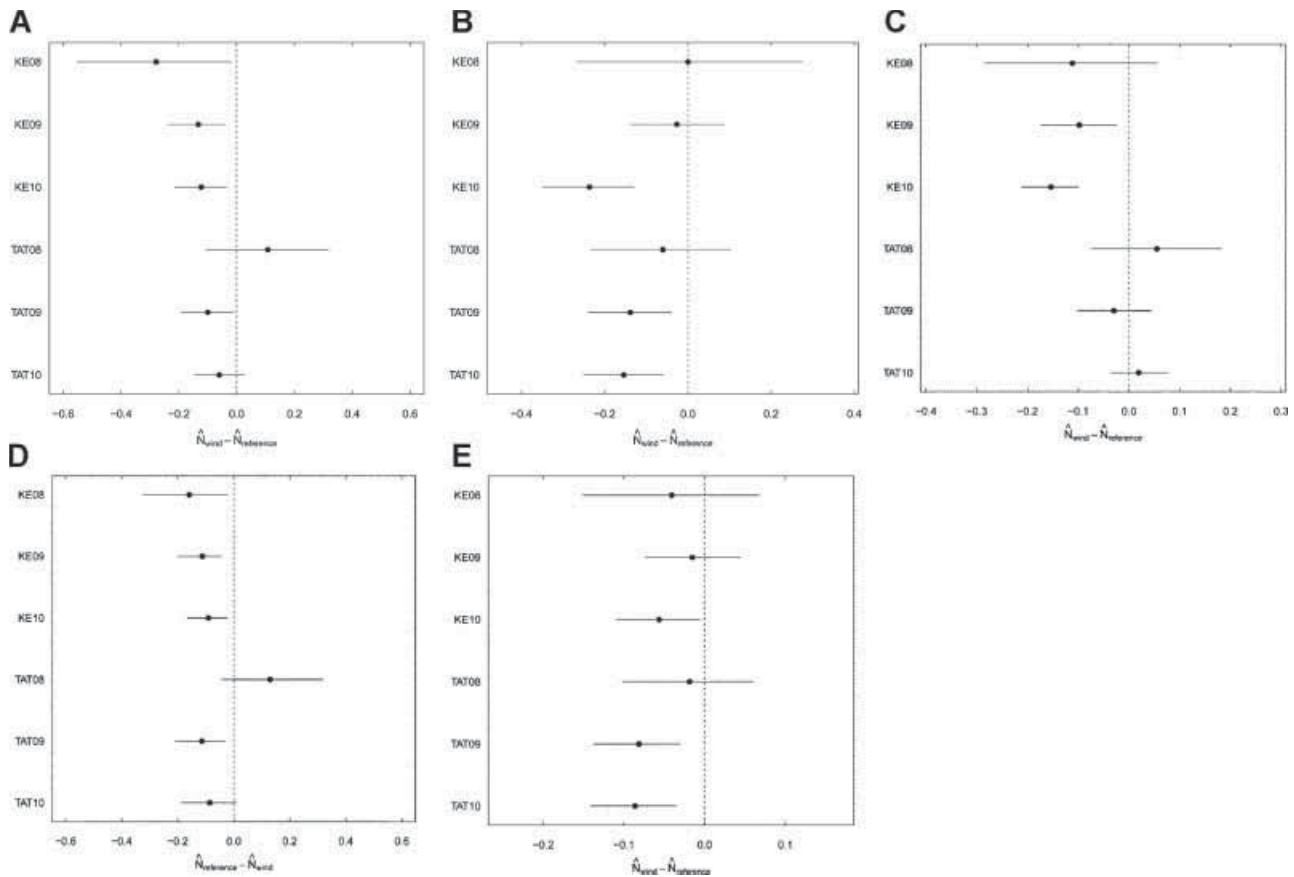 A
KE08
KE09
KE10
TAT08
TAT09
TAT10
−0.6 −0.4 −0.2 0.0 0.2 0.4 0.6
N̂wind − N̂reference
B
KE08
KE09
KE10
TAT08
TAT09
TAT10
−0.4 −0.2 0.0 0.2 0.4
N̂wind − N̂reference
C
KE08
KE09
KE10
TAT08
TAT09
TAT10
−0.4 −0.3 −0.2 −0.1 0.0 0.1 0.2 0.3
N̂wind − N̂reference
D
KE08
KE09
KE10
TAT08
TAT09
TAT10
−0.6 −0.4 −0.2 0.0 0.2 0.4 0.6
N̂reference − N̂wind
E
KE08
KE09
KE10
TAT08
TAT09
TAT10
−0.2 −0.1 0.0 0.1
N̂wind − N̂reference